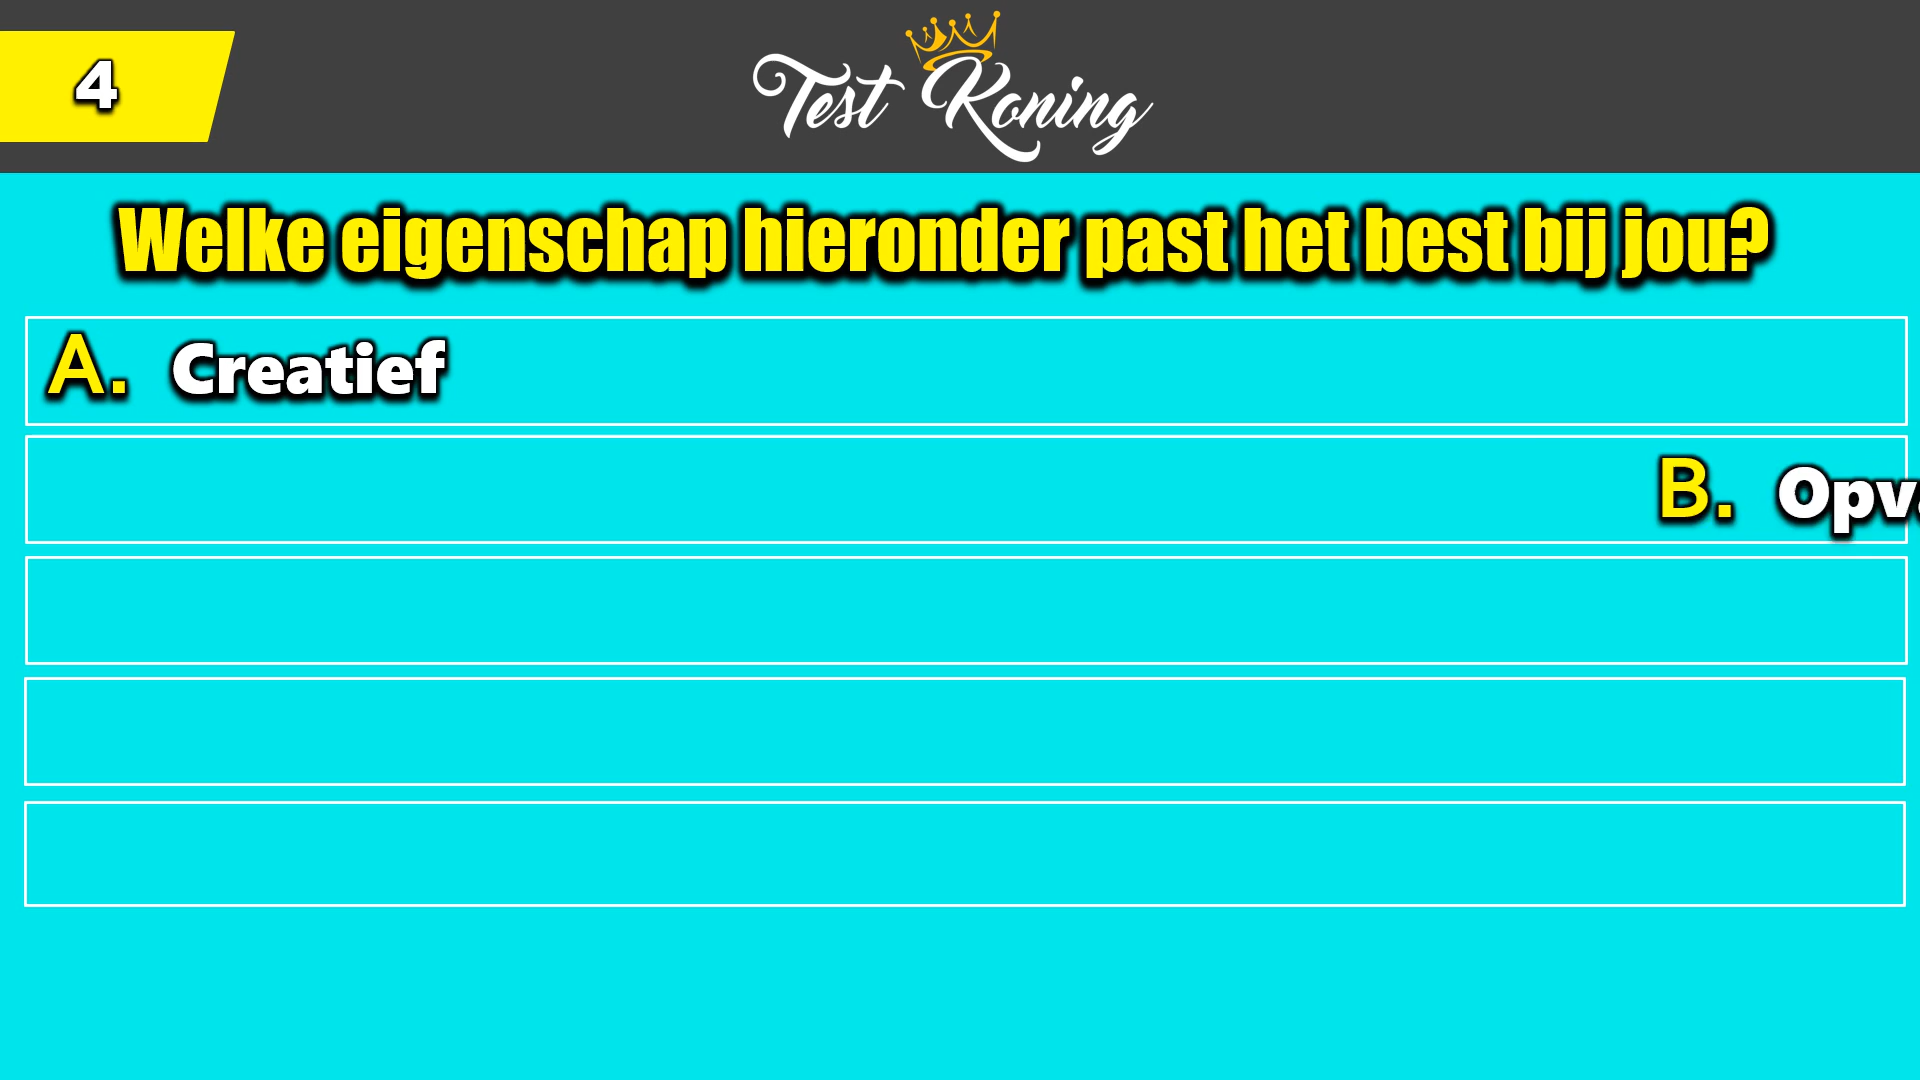 4
Test Koning
Welke eigenschap hieronder past het best bij jou?
A. Creatief
B.